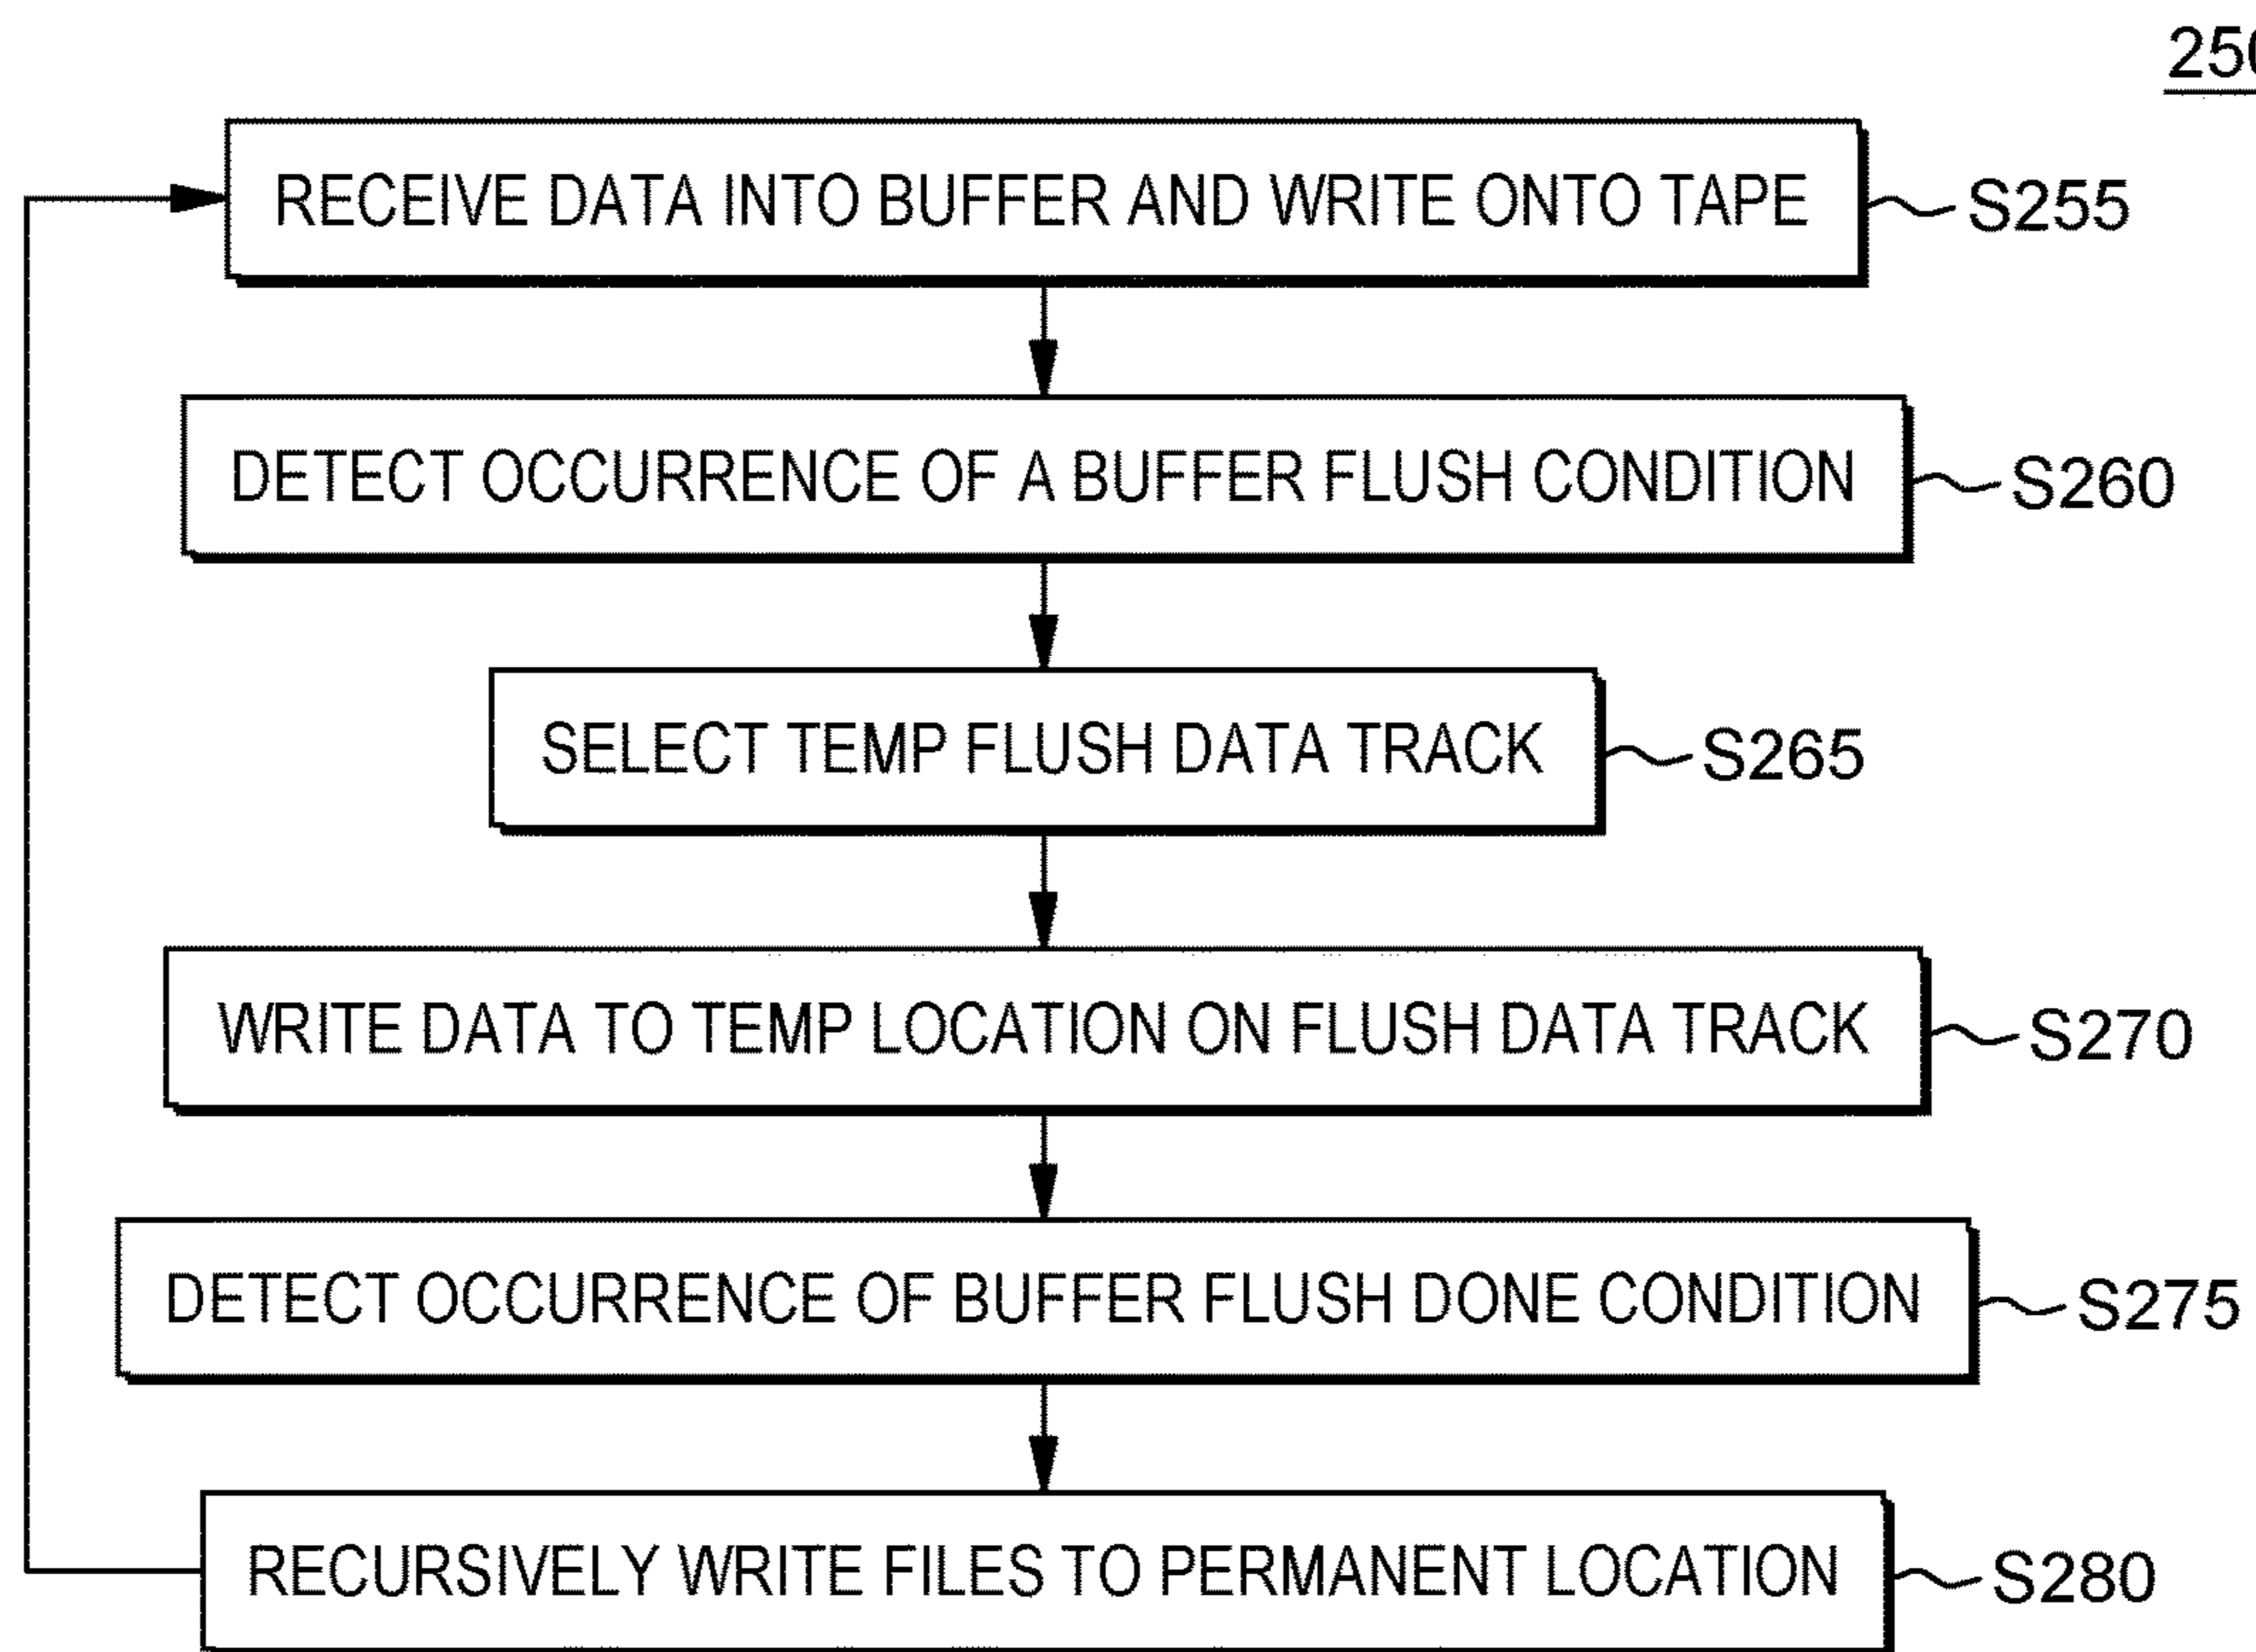 250
RECEIVE DATA INTO BUFFER AND WRITE ONTO TAPE
S255
DETECT OCCURRENCE OF A BUFFER FLUSH CONDITION
S260
SELECT TEMP FLUSH DATA TRACK
S265
WRITE DATA TO TEMP LOCATION ON FLUSH DATA TRACK
S270
DETECT OCCURRENCE OF BUFFER FLUSH DONE CONDITION
S275
RECURSIVELY WRITE FILES TO PERMANENT LOCATION
S280